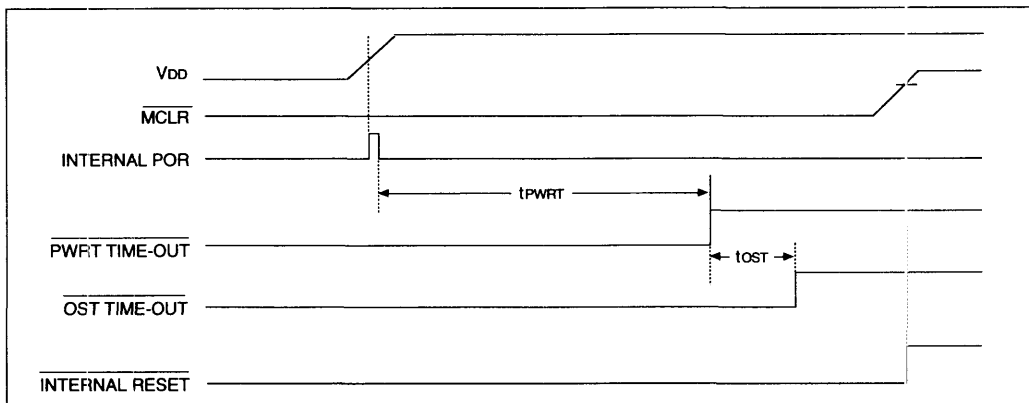 VDD
MCLR
INTERNAL POR
tPWRT
PWRT TIME-OUT
tOST
OST TIME-OUT
INTERNAL RESET